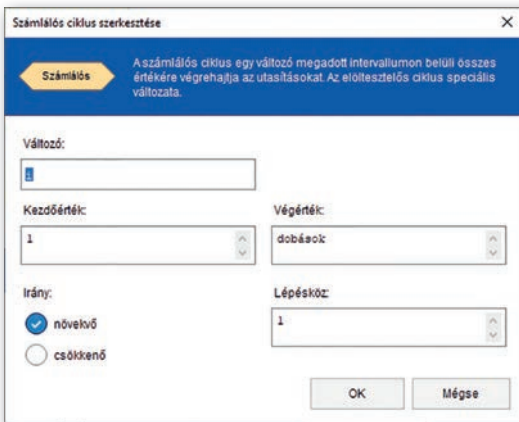 Számlálós ciklus szerkesztése
Számlálós
A számlálós ciklus egy változó megadott intervallumon belüli összes
értékére végrehajtja az utasításokat. Az elöltesztelős ciklus speciális
változata.
Változó:
i
Kezdőérték:
Végérték:
1
dobások
Irány:
Lépésköz:
növekvő
1
csökkenő
OK
Mégse